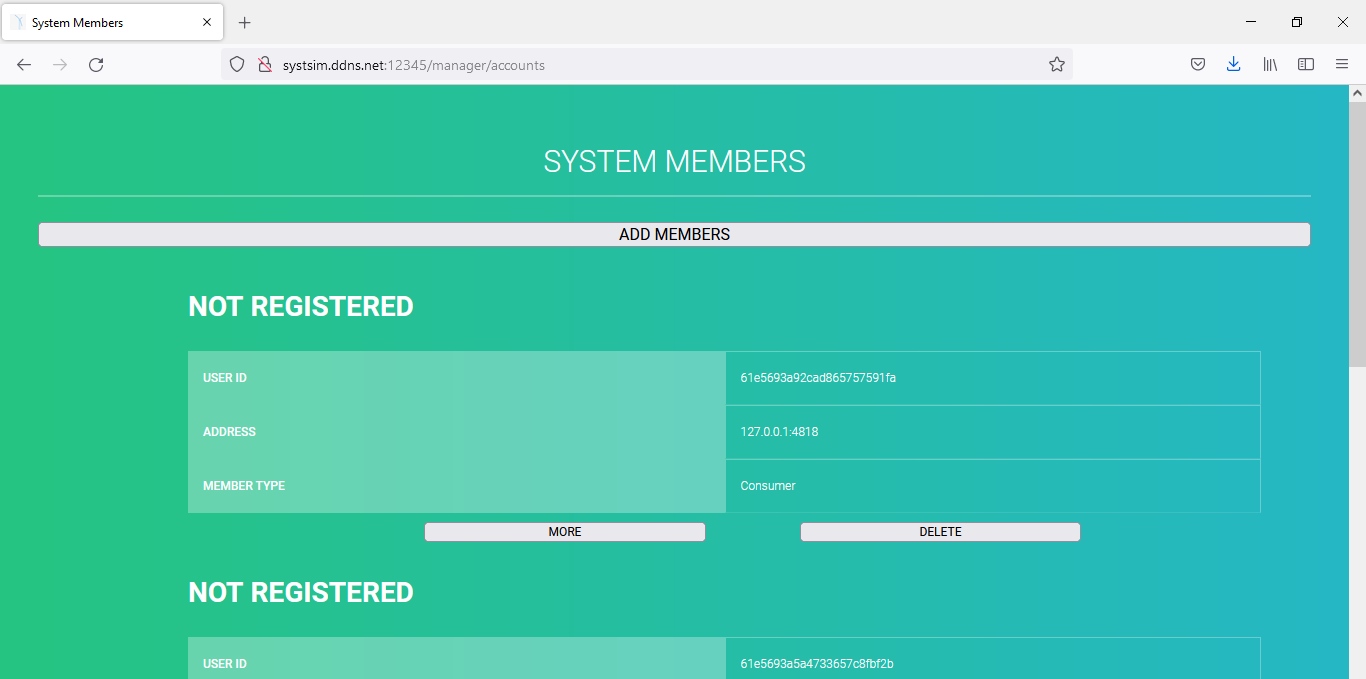 System Members
systsim.ddns.net:12345/manager/accounts
SYSTEM MEMBERS
ADD MEMBERS
NOT REGISTERED
USER ID 61e5693a92cad865757591fa
ADDRESS 127.0.0.1:4818
MEMBER TYPE Consumer
MORE DELETE
NOT REGISTERED
USER ID 61e5693a5a4733657c8fbf2b